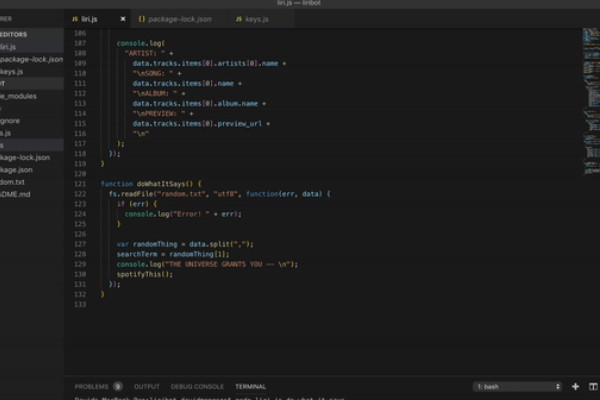 liri.js — liribot
RER
liri.js
package-lock.json
keys.js
EDITORS
liri.js
package-lock.json
keys.js
e_modules
gnore
s.js
s
kage-lock.json
kage.json
dom.txt
DME.md
106
107 console.log(
108 "ARTIST: " +
109 data.tracks.items[0].artists[0].name +
110 "\nSONG: " +
111 data.tracks.items[0].name +
112 "\nALBUM: " +
113 data.tracks.items[0].album.name +
114 "\nPREVIEW: " +
115 data.tracks.items[0].preview_url +
116 "\n"
117 );
118 });
119 }
120
121 function doWhatItSays() {
122 fs.readFile("random.txt", "utf8", function(err, data) {
123 if (err) {
124 console.log("Error! " + err);
125 }
126
127 var randomThing = data.split(",");
128 searchTerm = randomThing[1];
129 console.log("THE UNIVERSE GRANTS YOU -- \n");
130 spotifyThis();
131 });
132 }
133
PROBLEMS 9 OUTPUT DEBUG CONSOLE TERMINAL 1: bash